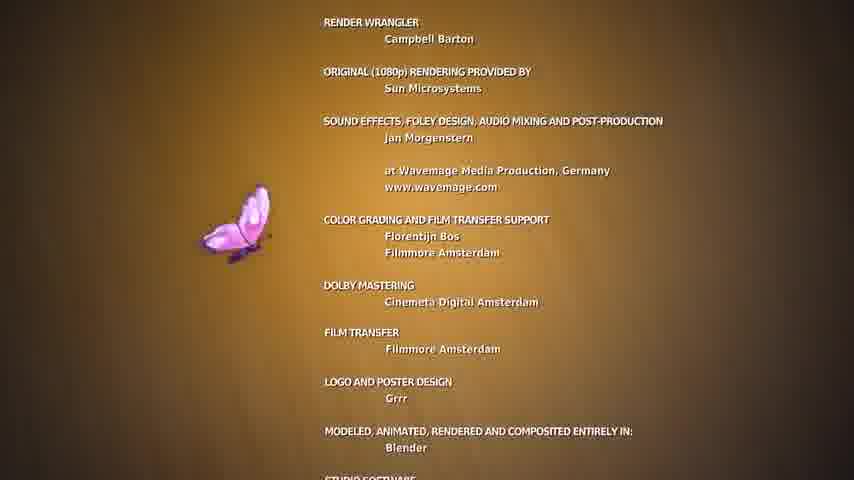 RENDER WRANGLER
Campbell Barton
ORIGINAL (1080p) RENDERING PROVIDED BY
Sun Microsystems
SOUND EFFECTS, FOLEY DESIGN, AUDIO MIXING AND POST-PRODUCTION
Jan Morgenstern
at Wavemage Media Production, Germany
www.wavemage.com
COLOR GRADING AND FILM TRANSFER SUPPORT
Florentijn Bos
Filmmore Amsterdam
DOLBY MASTERING
Cinemeta Digital Amsterdam
FILM TRANSFER
Filmmore Amsterdam
LOGO AND POSTER DESIGN
Grrr
MODELED, ANIMATED, RENDERED AND COMPOSITED ENTIRELY IN:
Blender
STUDIO SOFTWARE